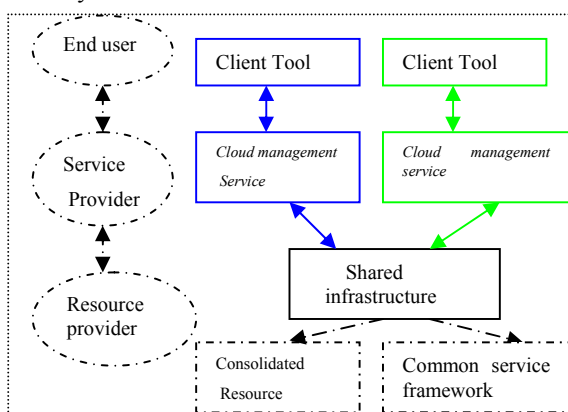 End user
Client Tool
Client Tool
Service
Provider
Cloud management
Service
Cloud management
service
Resource
provider
Shared
infrastructure
Consolidated
Resource
Common service
framework